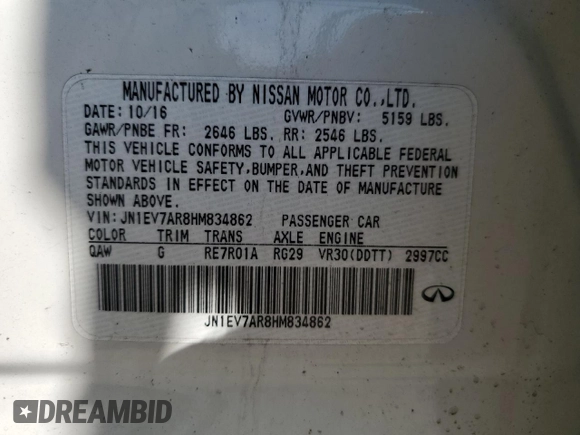 MANUFACTURED BY NISSAN MOTOR CO.,LTD.
DATE: 10/16 GVWR/PNBV: 5159 LBS.
GAWR/PNBE FR: 2646 LBS. RR: 2546 LBS.
THIS VEHICLE CONFORMS TO ALL APPLICABLE FEDERAL
MOTOR VEHICLE SAFETY,BUMPER,AND THEFT PREVENTION
STANDARDS IN EFFECT ON THE DATE OF MANUFACTURE
SHOWN ABOVE.
VIN:JN1EV7AR8HM834862 PASSENGER CAR
COLOR TRIM TRANS AXLE ENGINE
QAW G RE7R01A RG29 VR30(DDTT) 2997CC
JN1EV7AR8HM834862
DREAMBID